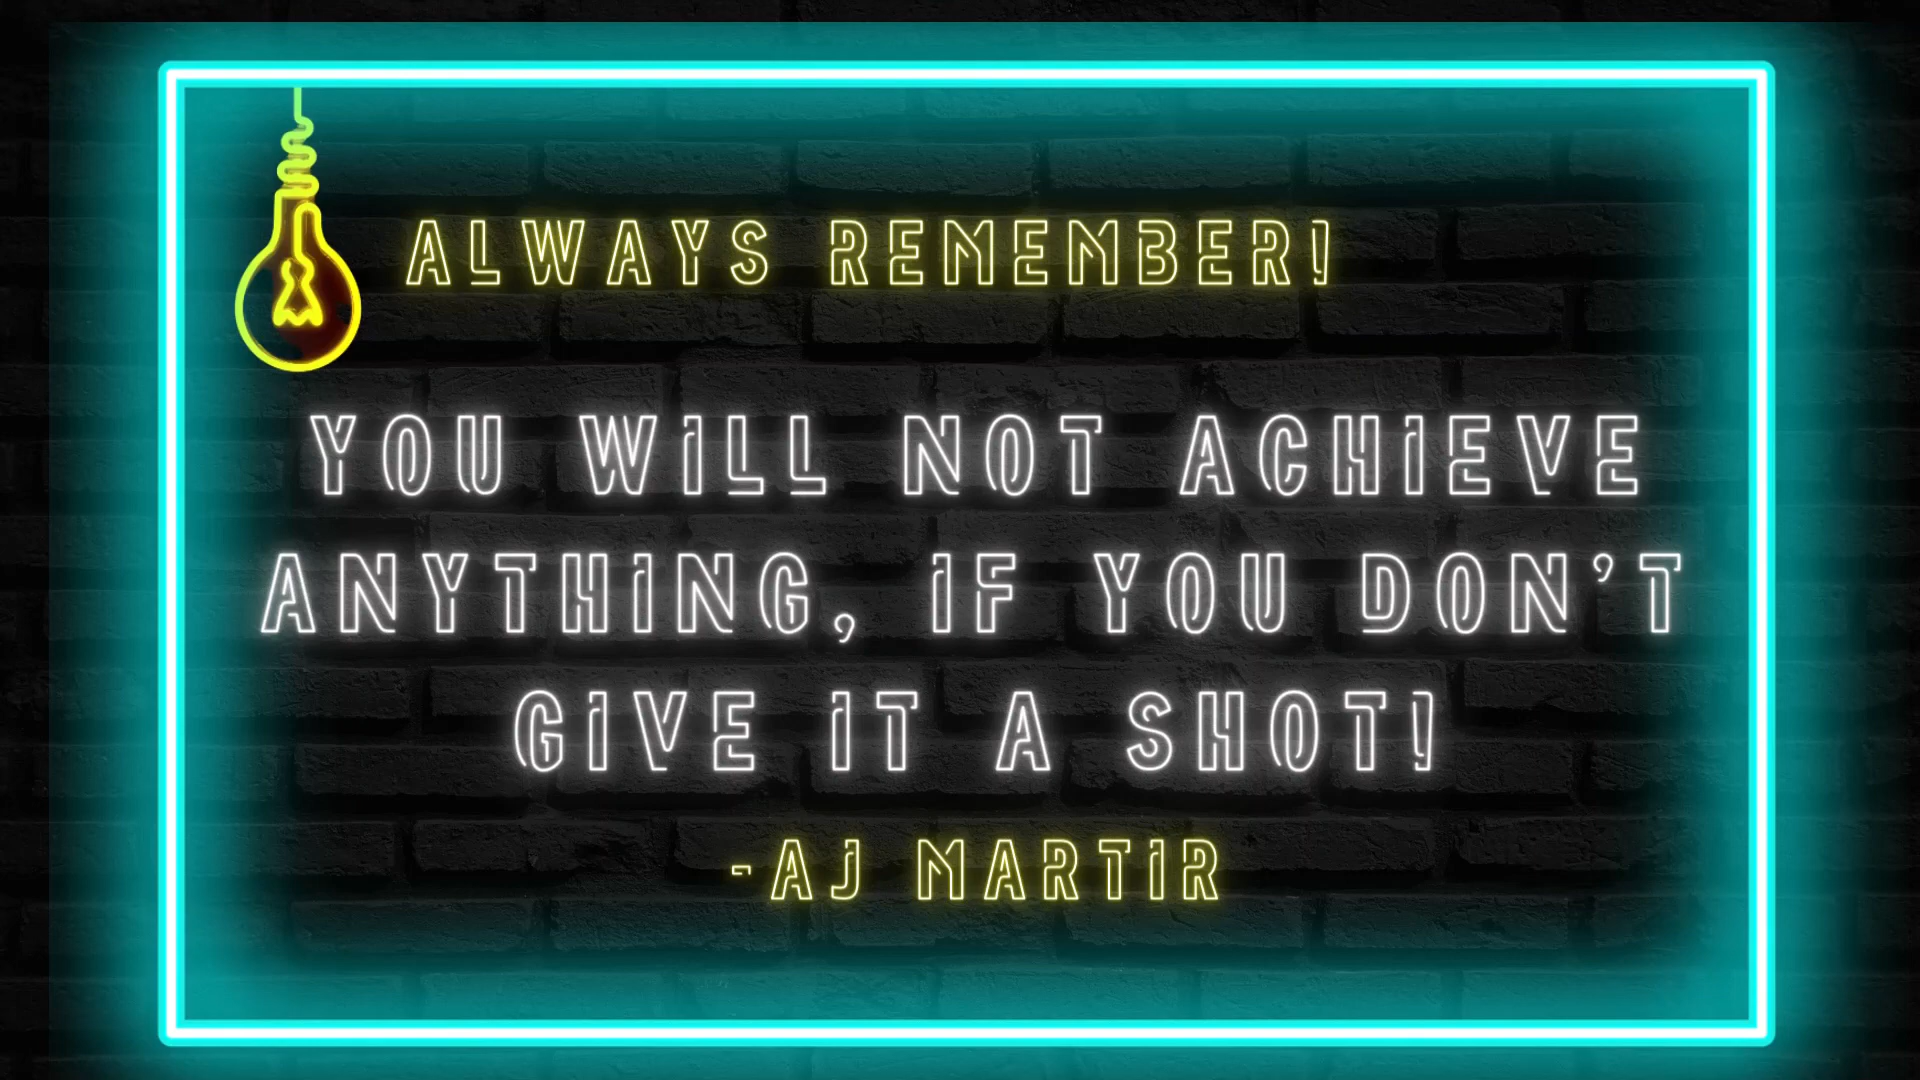 ALWAYS REMEMBER!
YOU WILL NOT ACHIEVE
ANYTHING, IF YOU DON'T
GIVE IT A SHOT!
-AJ MARTIR